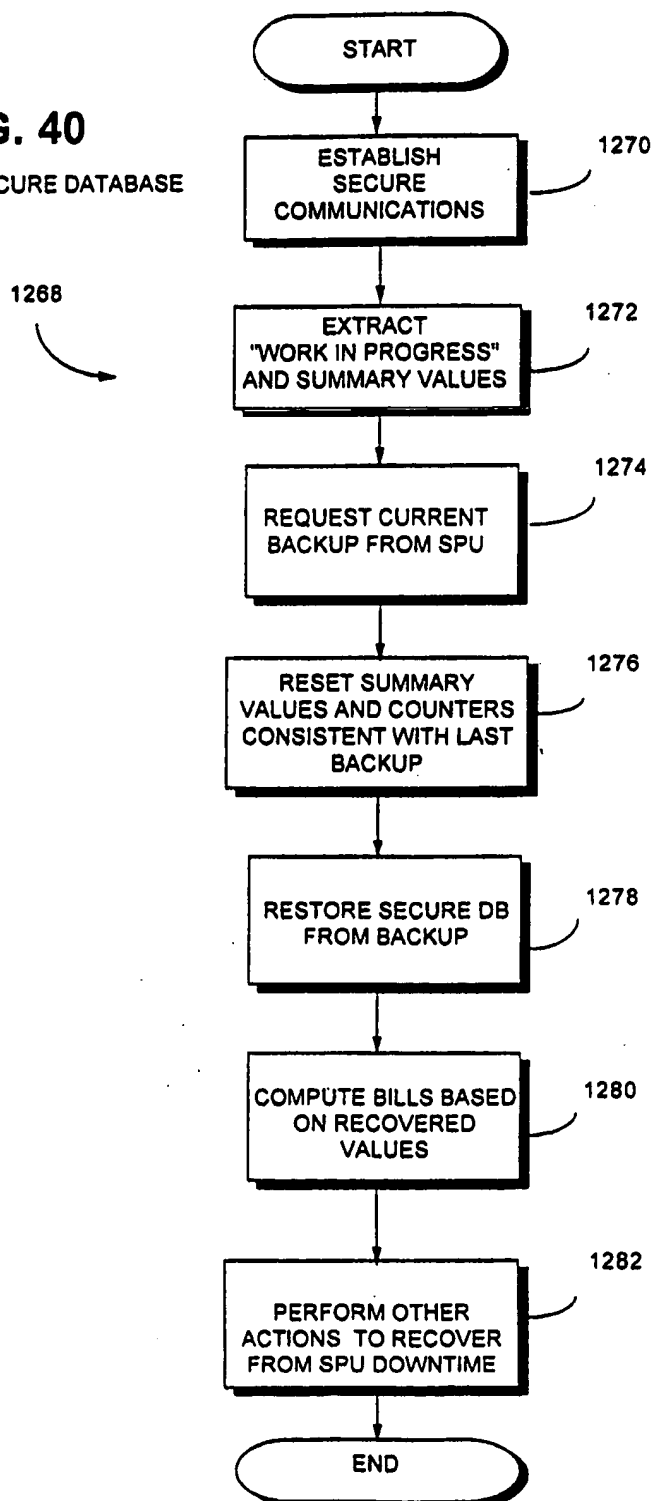 START
G. 40
CURE DATABASE
1270
ESTABLISH
SECURE
COMMUNICATIONS
1268
1272
EXTRACT
"WORK IN PROGRESS"
AND SUMMARY VALUES
1274
REQUEST CURRENT
BACKUP FROM SPU
1276
RESET SUMMARY
VALUES AND COUNTERS
CONSISTENT WITH LAST
BACKUP
1278
RESTORE SECURE DB
FROM BACKUP
1280
COMPUTE BILLS BASED
ON RECOVERED
VALUES
1282
PERFORM OTHER
ACTIONS TO RECOVER
FROM SPU DOWNTIME
END